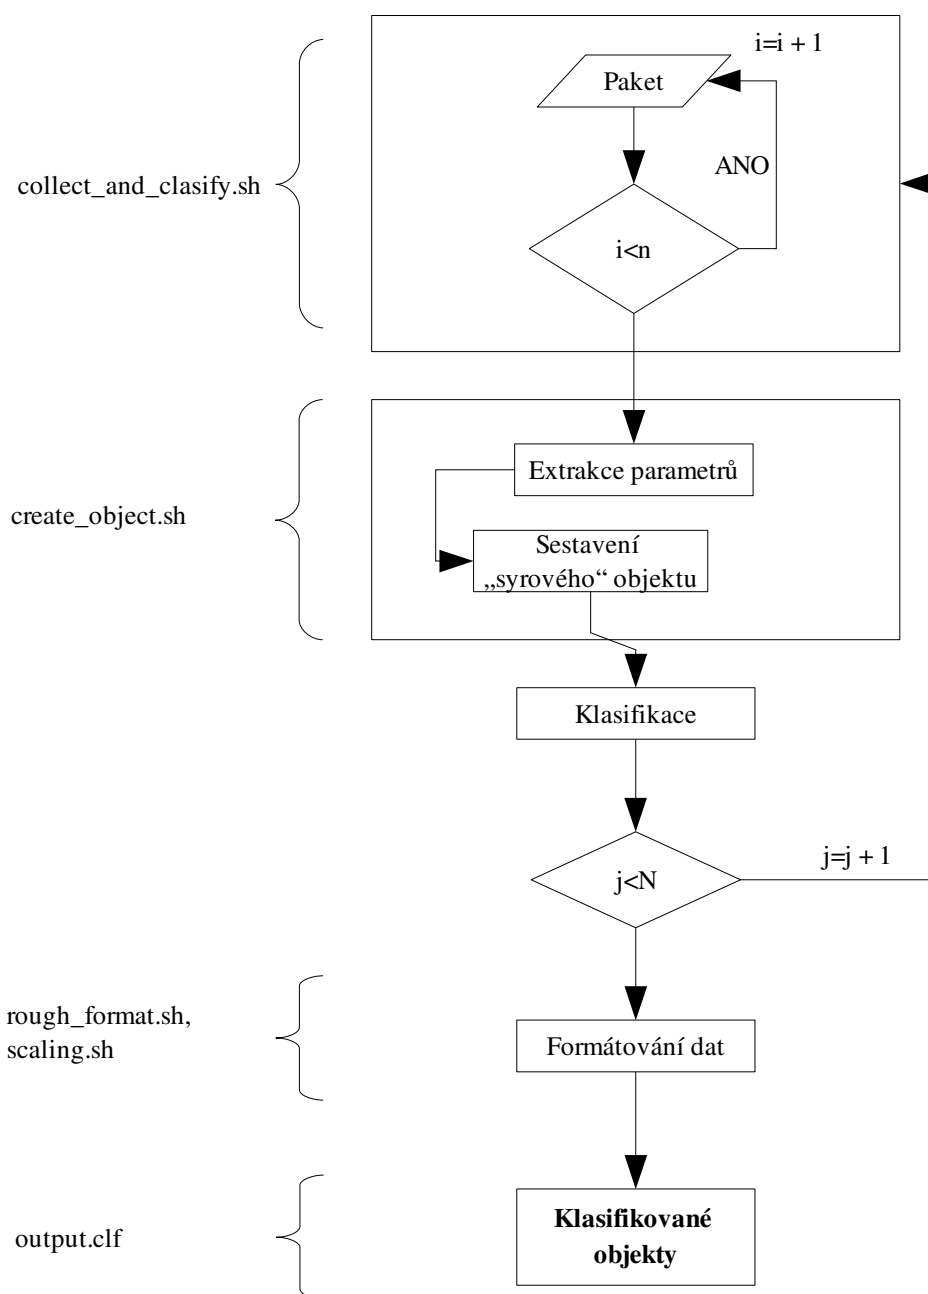 i=i + 1
Paket
ANO
collect_and_clasify.sh
i<n
Extrakce parametrů
create_object.sh
Sestavení
„syrového“ objektu
Klasifikace
j=j + 1
j<N
rough_format.sh,
scaling.sh
Formátování dat
Klasifikované
objekty
output.clf